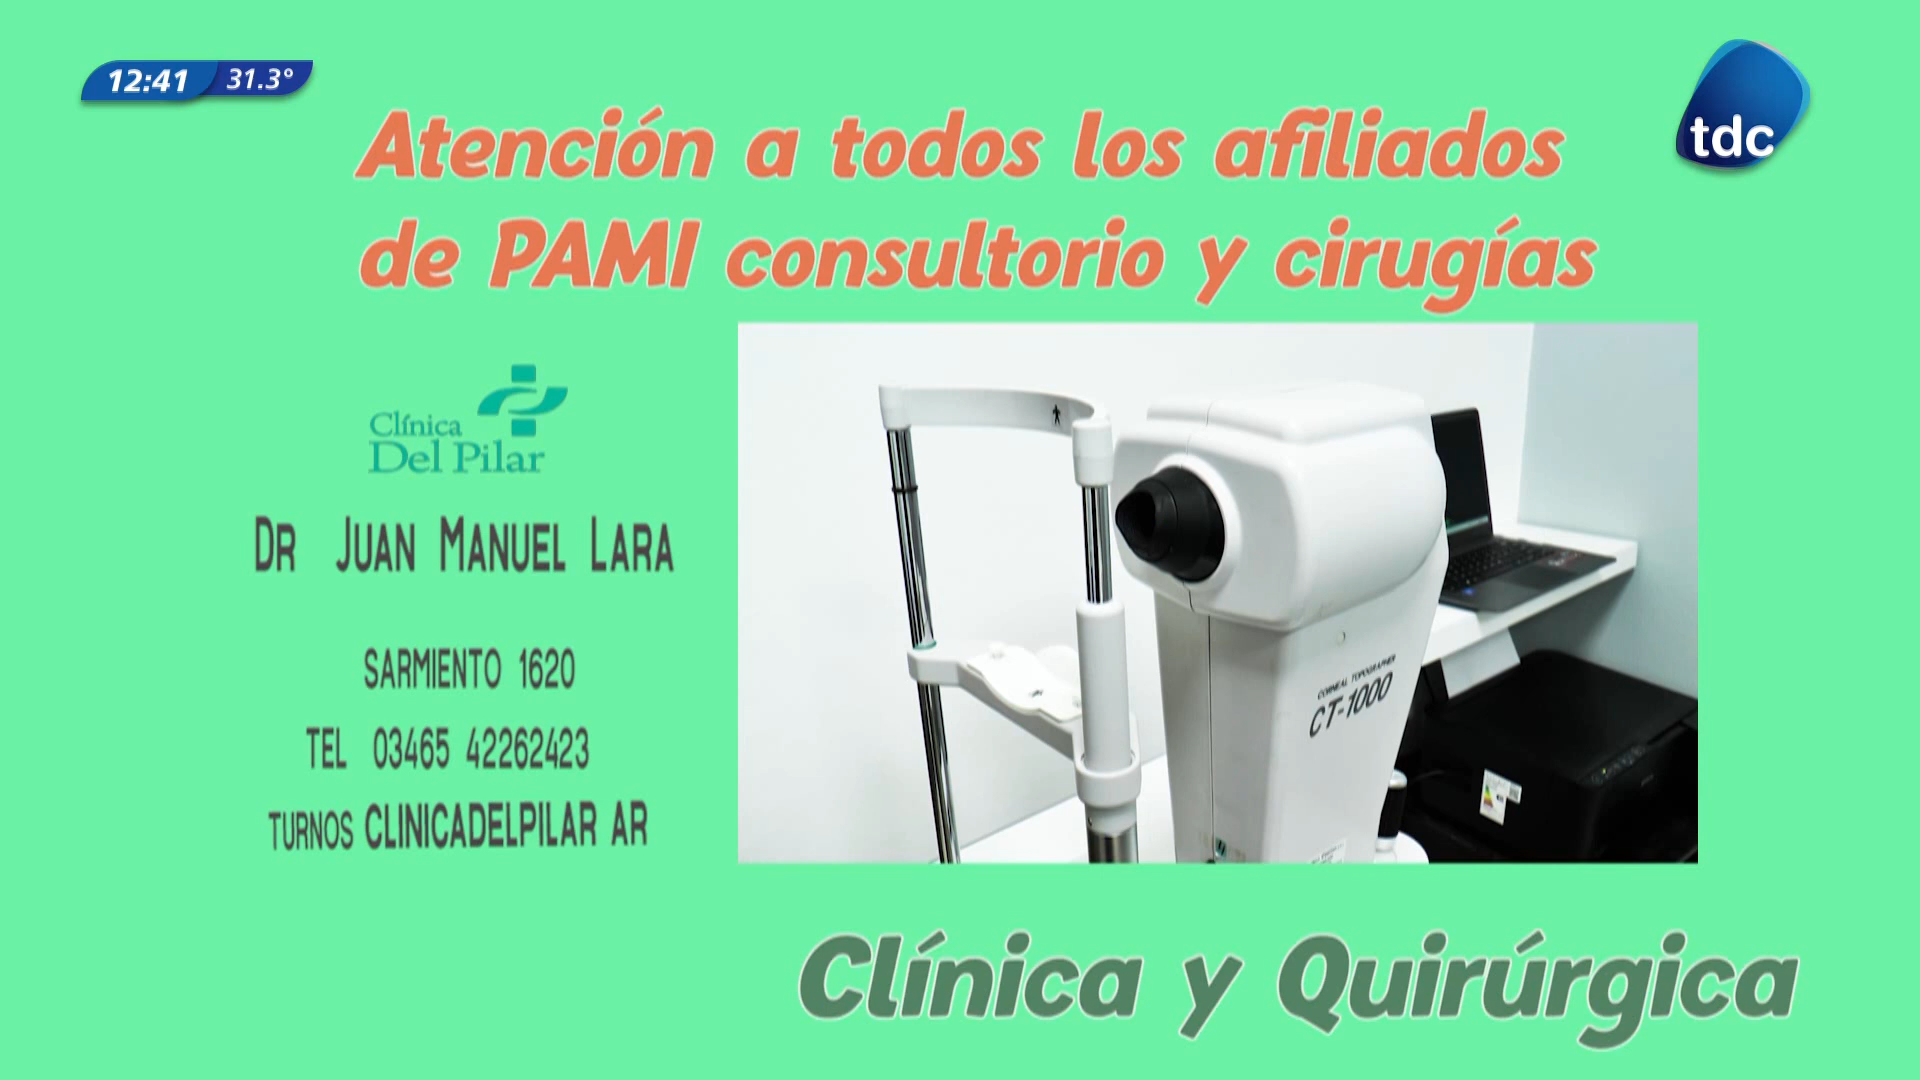 12:41 31.3°
tdc
Atención a todos los afiliados
de PAMI consultorio y cirugías
Clínica
Del Pilar
DR JUAN MANUEL LARA
SARMIENTO 1620
TEL 03465 42262423
TURNOS CLINICADELPILAR AR
CORNEAL TOPOGRAPHER
CT-1000
Clínica y Quirúrgica